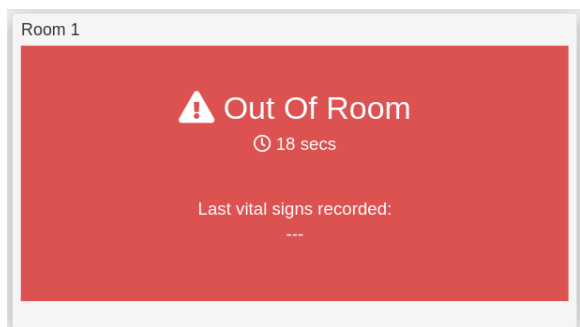 Room 1
Out Of Room
18 secs
Last vital signs recorded:
---